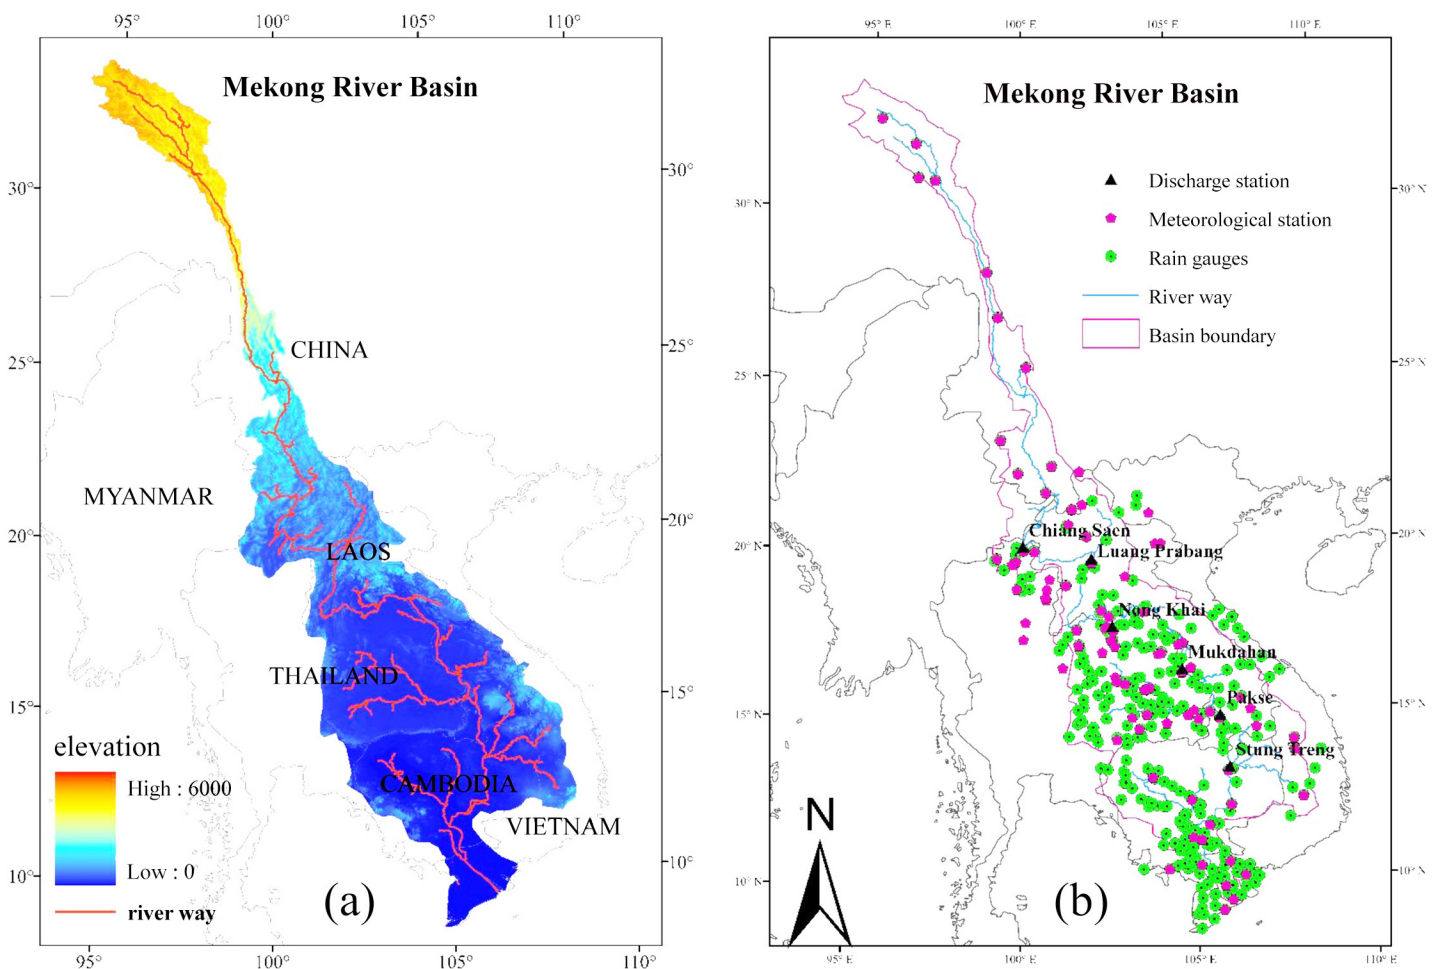 95° 100° 105° 110°
Mekong River Basin
30°
30°
CHINA
25°
25°
MYANMAR
20°
20°
LAOS
THAILAND
15°
15°
elevation
High : 6000
CAMBODIA
VIETNAM
Low : 0
10°
10°
river way
(a)
95° 100° 105° 110°
95° E 100° E 105° E 110° E
Mekong River Basin
Discharge station
30° N
30° N
Meteorological station
Rain gauges
River way
Basin boundary
25° N
25° N
Chiang Saen
20° N
20° N
Luang Prabang
Nong Khai
Mukdahan
Pakse
15° N
15° N
Stung Treng
N
10° N
10° N
(b)
95° E 100° E 105° E 110° E